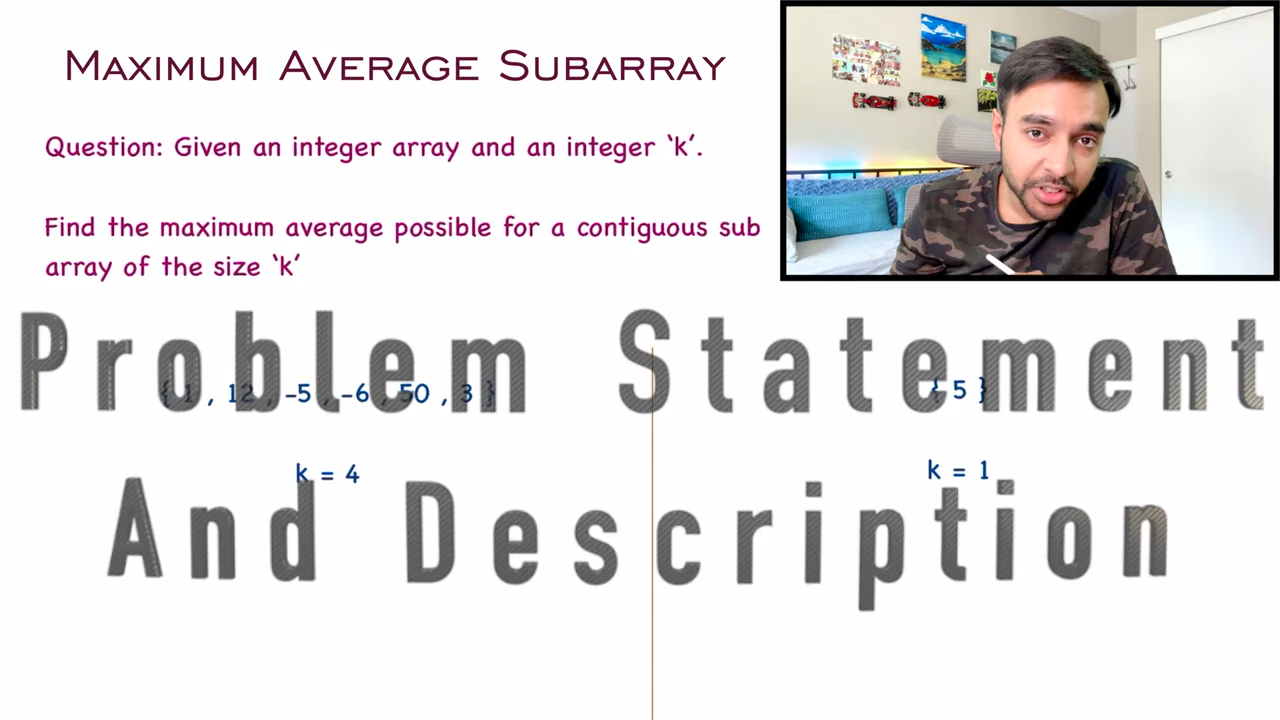 MAXIMUM AVERAGE SUBARRAY
Question: Given an integer array and an integer ‘k’.
Find the maximum average possible for a contiguous sub
array of the size ‘k’
Problem Statement
{ 1 , 12 , -5 , -6 , 50 , 3 }
{ 5 }
k = 4
k = 1
And Description